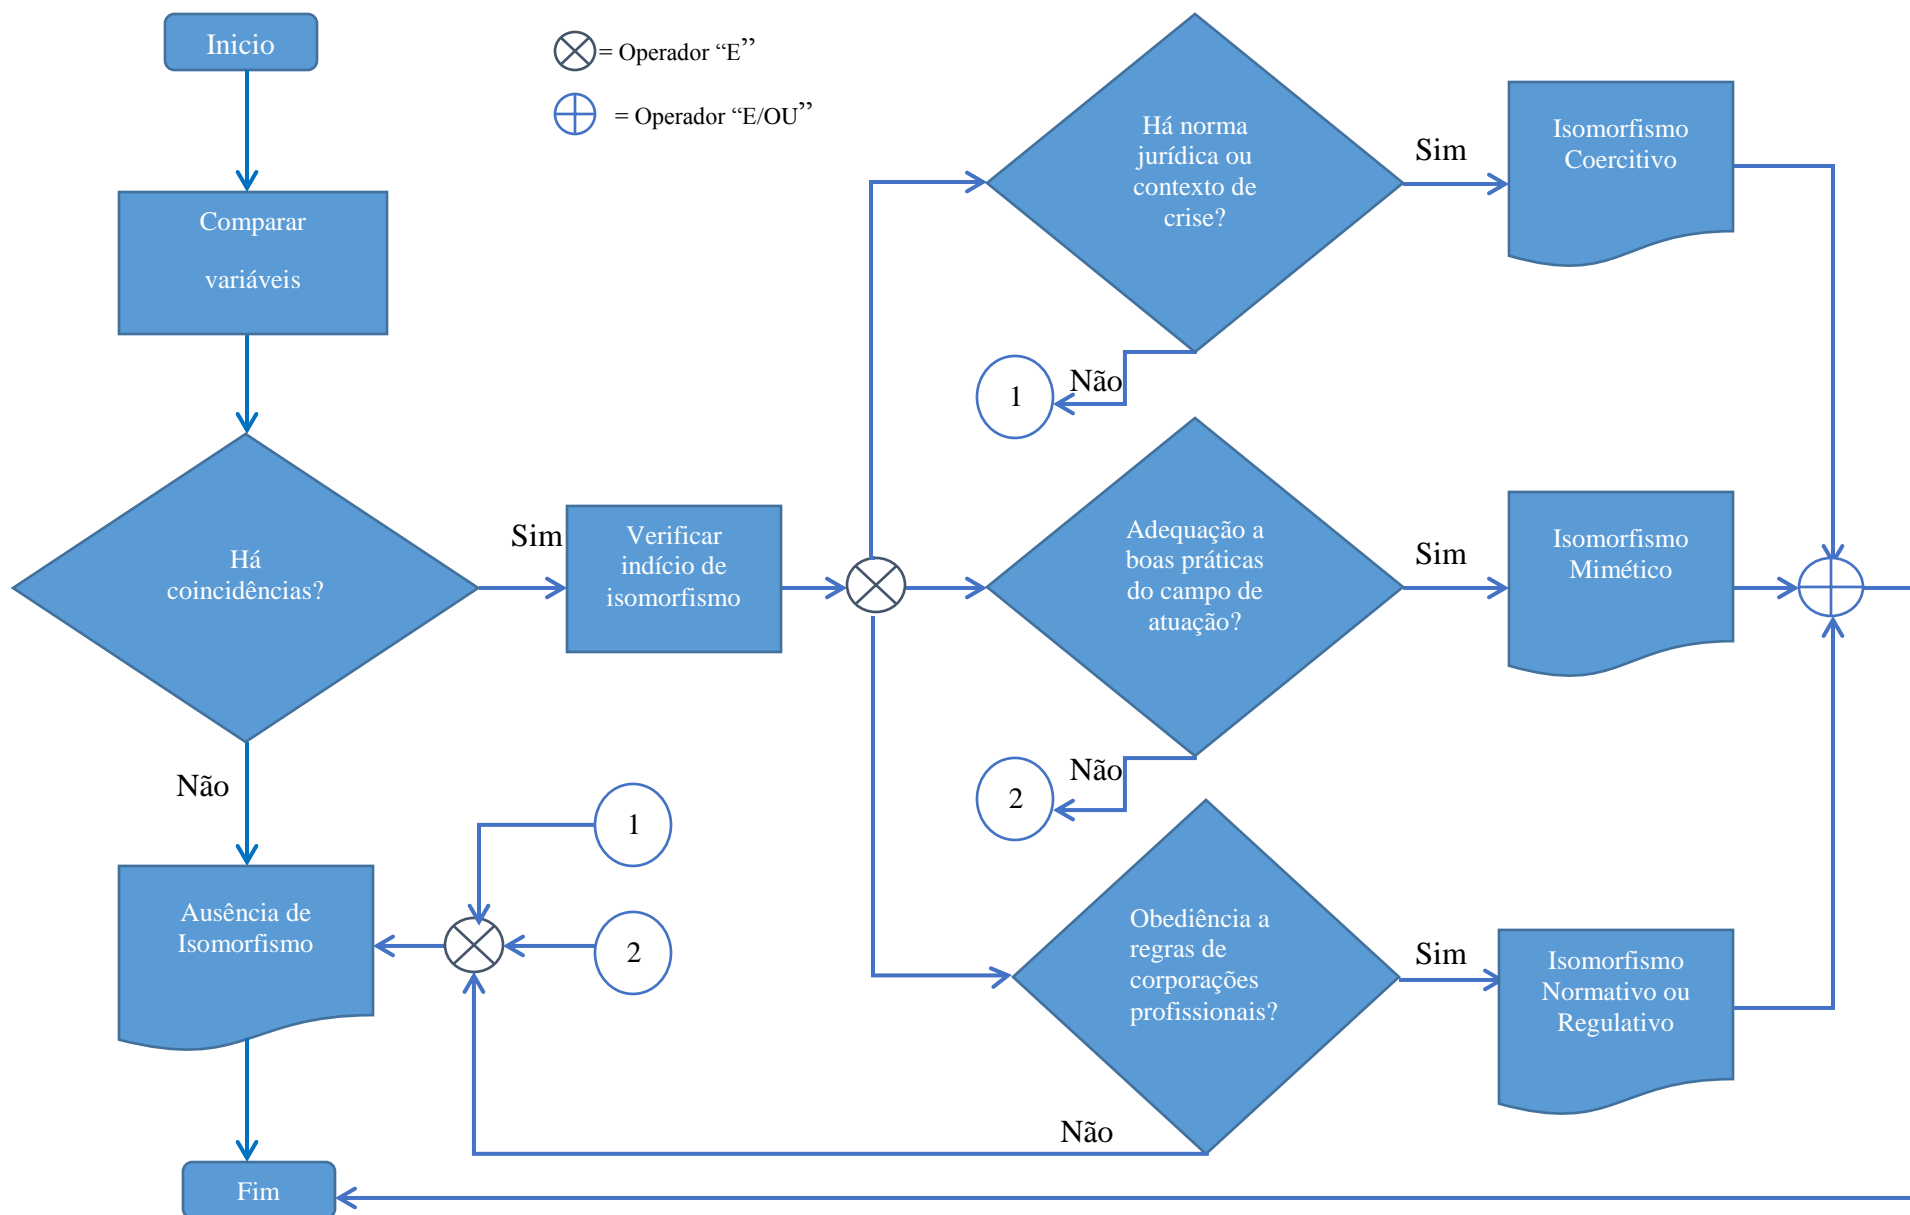 Inicio
= Operador “E”
= Operador “E/OU”
Comparar
variáveis
Há
coincidências?
Sim
Não
Verificar
indício de
isomorfismo
Há norma
jurídica ou
contexto de
crise?
Sim
Não
1
Isomorfismo
Coercitivo
Adequação a
boas práticas
do campo de
atuação?
Sim
Não
2
Isomorfismo
Mimético
Obediência a
regras de
corporações
profissionais?
Sim
Não
Isomorfismo
Normativo ou
Regulativo
1
2
Ausência de
Isomorfismo
Fim